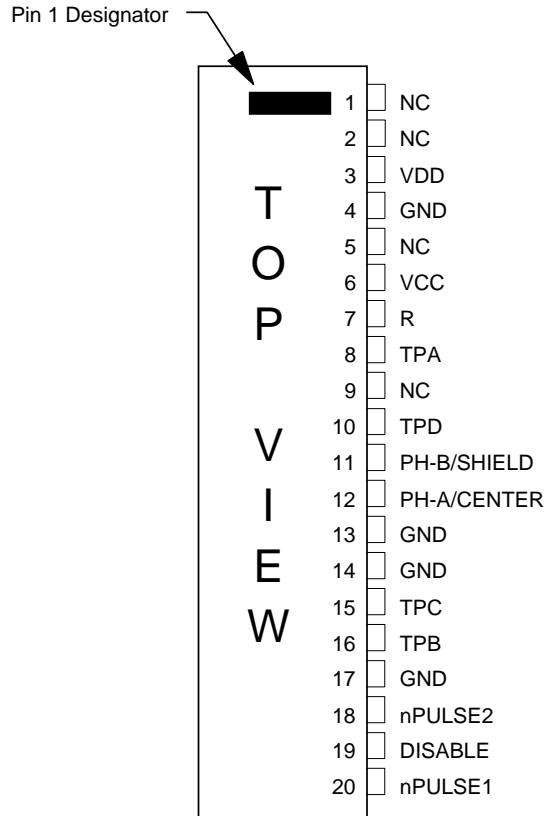 Pin 1 Designator
1 NC
2 NC
3 VDD
4 GND
5 NC
6 VCC
7 R
8 TPA
9 NC
10 TPD
11 PH-B/SHIELD
12 PH-A/CENTER
13 GND
14 GND
15 TPC
16 TPB
17 GND
18 nPULSE2
19 DISABLE
20 nPULSE1
TOP VIEW